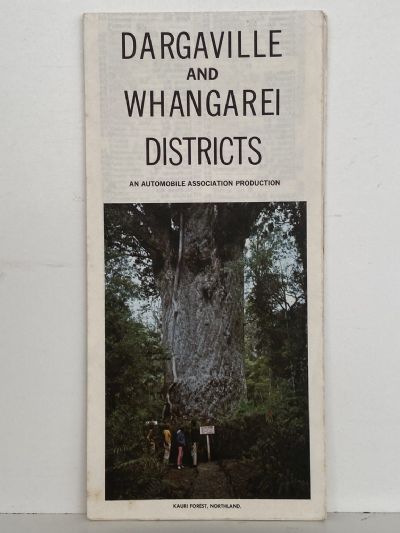 DARGAVILLE
AND
WHANGAREI
DISTRICTS
AN AUTOMOBILE ASSOCIATION PRODUCTION
KAURI FOREST, NORTHLAND.